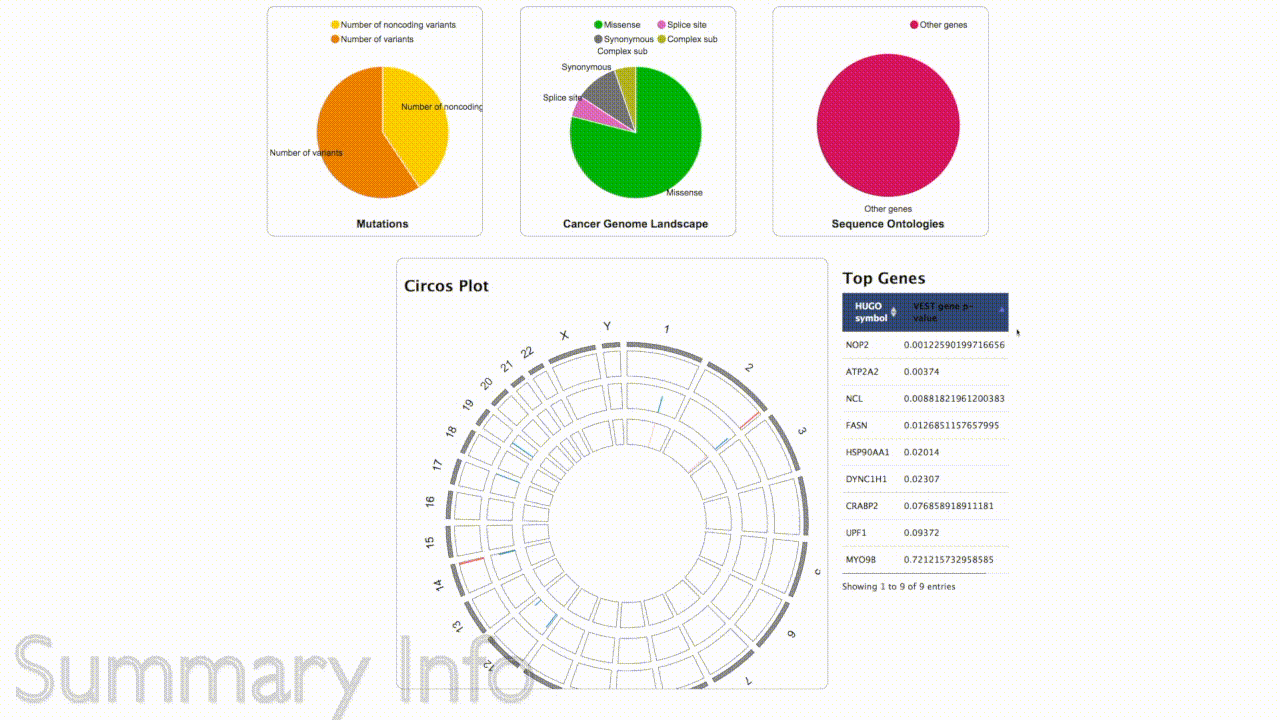 Number of noncoding variants
Number of variants
Number of noncoding
Number of variants
Mutations
Missense
Splice site
Synonymous
Complex sub
Complex sub
Synonymous
Splice site
Missense
Cancer Genome Landscape
Other genes
Other genes
Sequence Ontologies
Circos Plot
Y
X
1
22
2
21
20
19
3
18
17
16
15
14
13
12
6
7
Top Genes
HUGO symbol VEST gene p-value
NOP2 0.00122590199716656
ATP2A2 0.00374
NCL 0.00881821961200383
FASN 0.0126851157657995
HSP90AA1 0.02014
DYNC1H1 0.02307
CRABP2 0.076858918911181
UPF1 0.09372
MYO9B 0.721215732958585
Showing 1 to 9 of 9 entries
Summary Info